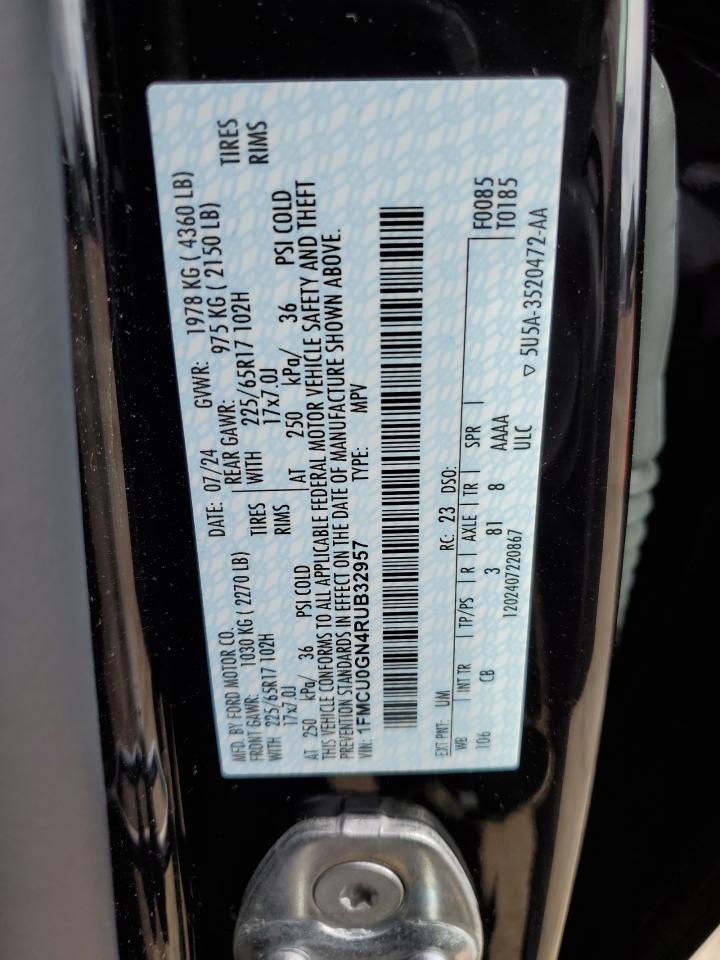 MFD. BY FORD MOTOR CO. DATE: 07/24 GVWR: 1978 KG ( 4360 LB)
FRONT GAWR: 1030 KG ( 2270 LB) REAR GAWR: 975 KG ( 2150 LB)
WITH 225/65R17 102H TIRES WITH 225/65R17 102H TIRES
17x7.0J RIMS 17x7.0J RIMS
AT 250 kPa/ 36 PSI COLD AT 250 kPa/ 36 PSI COLD
THIS VEHICLE CONFORMS TO ALL APPLICABLE FEDERAL MOTOR VEHICLE SAFETY AND THEFT
PREVENTION STANDARDS IN EFFECT ON THE DATE OF MANUFACTURE SHOWN ABOVE.
VIN: 1FMCU0GN4RUB32957 TYPE: MPV
EXT PNT: UM RC: 23 DSO: F0085
WB INT TR TP/PS R AXLE TR SPR T0185
106 CB 3 81 8 AAAA
1202407220867 ULC ▽ 5U5A-3520472-AA